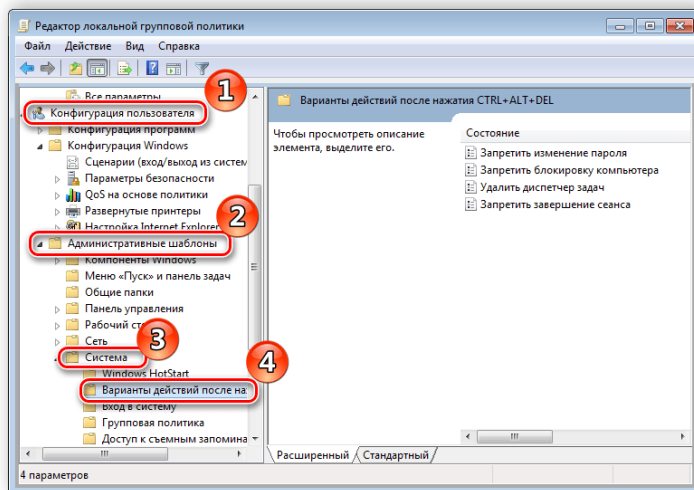 Редактор локальной групповой политики
Файл Действие Вид Справка
1
Все параметры
Конфигурация пользователя
Конфигурация программ
Конфигурация Windows
Сценарии (вход/выход из систем
Параметры безопасности
QoS на основе политики
Развернутые принтеры
Настройка Internet Explorer
2
Административные шаблоны
Компоненты Windows
Меню «Пуск» и панель задач
Общие папки
Панель управления
Рабочий ст
Сеть
3
Система
Windows HotStart
4
Варианты действий после на
Вход в систему
Групповая политика
Доступ к съемным запомина
Варианты действий после нажатия CTRL+ALT+DEL
Чтобы просмотреть описание
элемента, выделите его.
Состояние
Запретить изменение пароля
Запретить блокировку компьютера
Удалить диспетчер задач
Запретить завершение сеанса
Расширенный Стандартный
4 параметров